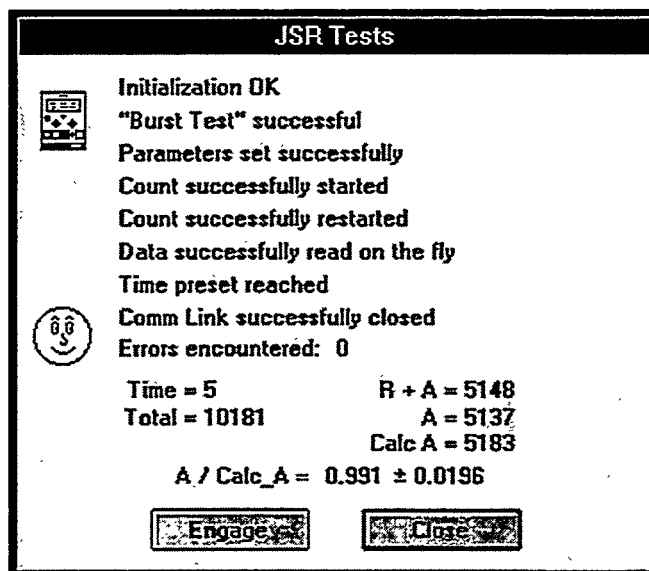 JSR Tests
Initialization OK
"Burst Test" successful
Parameters set successfully
Count successfully started
Count successfully restarted
Data successfully read on the fly
Time preset reached
Comm Link successfully closed
Errors encountered: 0
Time = 5 R + A = 5148
Total = 10181 A = 5137
Calc A = 5183
A / Calc_A = 0.991 ± 0.0196
Engage Close